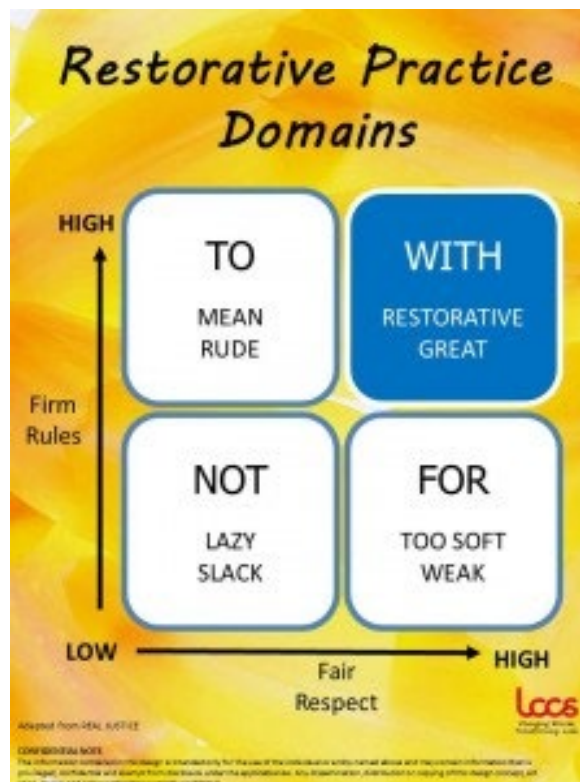 Restorative Practice
Domains
HIGH
TO
MEAN
RUDE
WITH
RESTORATIVE
GREAT
Firm
Rules
NOT
LAZY
SLACK
FOR
TOO SOFT
WEAK
LOW
HIGH
Fair
Respect
Adapted from REAL JUSTICE
CONFIDENTIAL NOTE